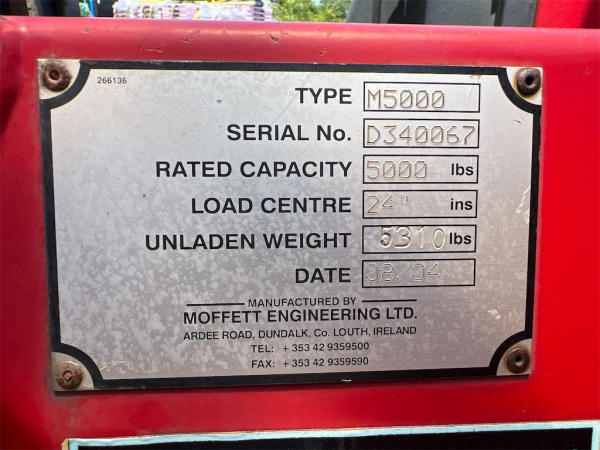 266136
TYPE M5000
SERIAL No. D340067
RATED CAPACITY 5000 lbs
LOAD CENTRE 24" ins
UNLADEN WEIGHT 5310 lbs
DATE 08/04
MANUFACTURED BY
MOFFETT ENGINEERING LTD.
ARDEE ROAD, DUNDALK, Co. LOUTH, IRELAND
TEL: + 353 42 9359500
FAX: + 353 42 9359590